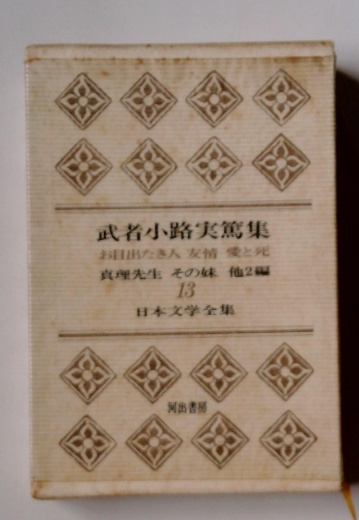 武者小路実篤集
お目出たき人 友情 愛と死
真理先生 その妹 他2編
13
日本文学全集
河出書房